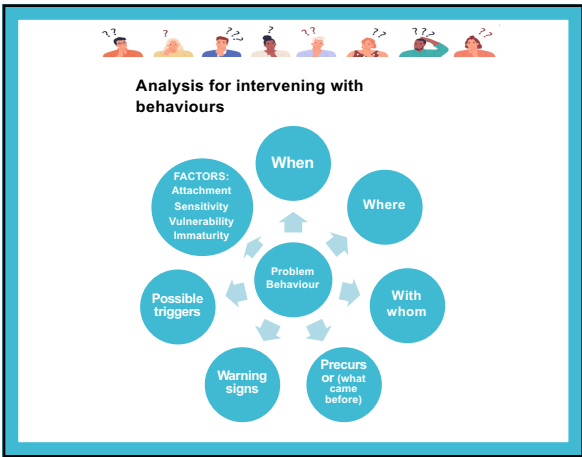 ? ? ? ? ? ? ? ? ? ? ? ? ? ? ? ? ?
Analysis for intervening with
behaviours
When
Where
With
whom
Precurs
or (what
came
before)
Warning
signs
Possible
triggers
FACTORS:
Attachment
Sensitivity
Vulnerability
Immaturity
Problem
Behaviour